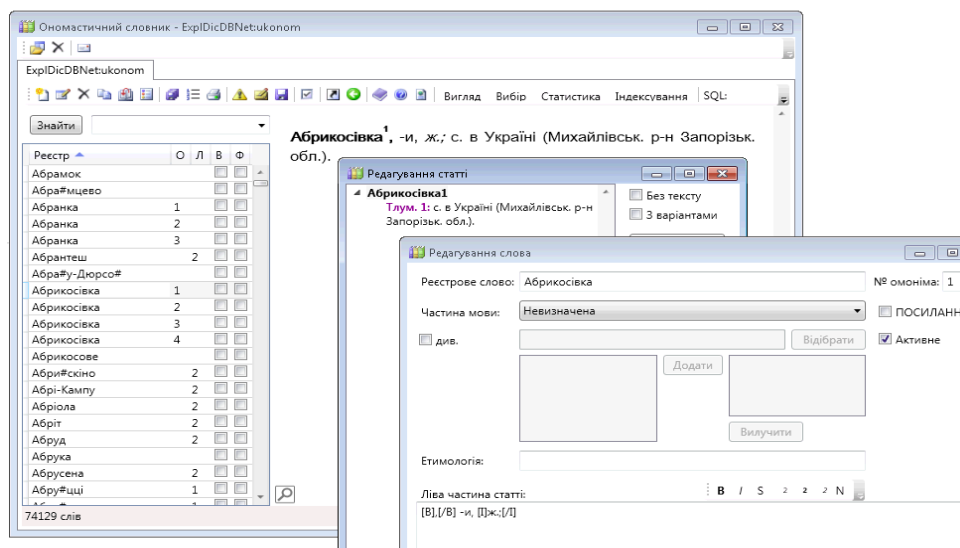 Ономастичний словник - ExplDicDBNet:ukonom
ExplDicDBNet:ukonom
Вигляд Вибір Статистика Індексування SQL:
Знайти
Реєстр О Л В Ф
Абрамок
Абра#мцево
Абранка 1
Абранка 2
Абранка 3
Абрантеш 2
Абра#у-Дюрсо#
Абрикосівка 1
Абрикосівка 2
Абрикосівка 3
Абрикосівка 4
Абрикосове
Абри#скіно 2
Абрі-Кампу 2
Абріола 2
Абріт 2
Абруд 2
Абрука
Абрусена 2
Абру#цці 1
74129 слів
Абрикосівка1, -и, ж.; с. в Україні (Михайлівськ. р-н Запорізьк.
обл.).
Редагування статті
Абрикосівка1
Тлум. 1: с. в Україні (Михайлівськ. р-н
Запорізьк. обл.).
Без тексту
З варіантами
Редагування слова
Реєстрове слово: Абрикосівка № омоніма: 1
Частина мови: Невизначена ПОСИЛАНН
див. Відібрати Активне
Додати
Вилучити
Етимологія:
Ліва частина статті: B I S 2 2 2 N
[B],[/B] -и, [I]ж.;[/I]